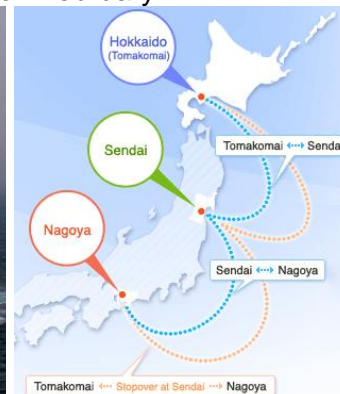 Hokkaido
(Tomakomai)
Sendai
Tomakomai ↔ Senda
Nagoya
Sendai ↔ Nagoya
Tomakomai ← Stopover at Sendai → Nagoya